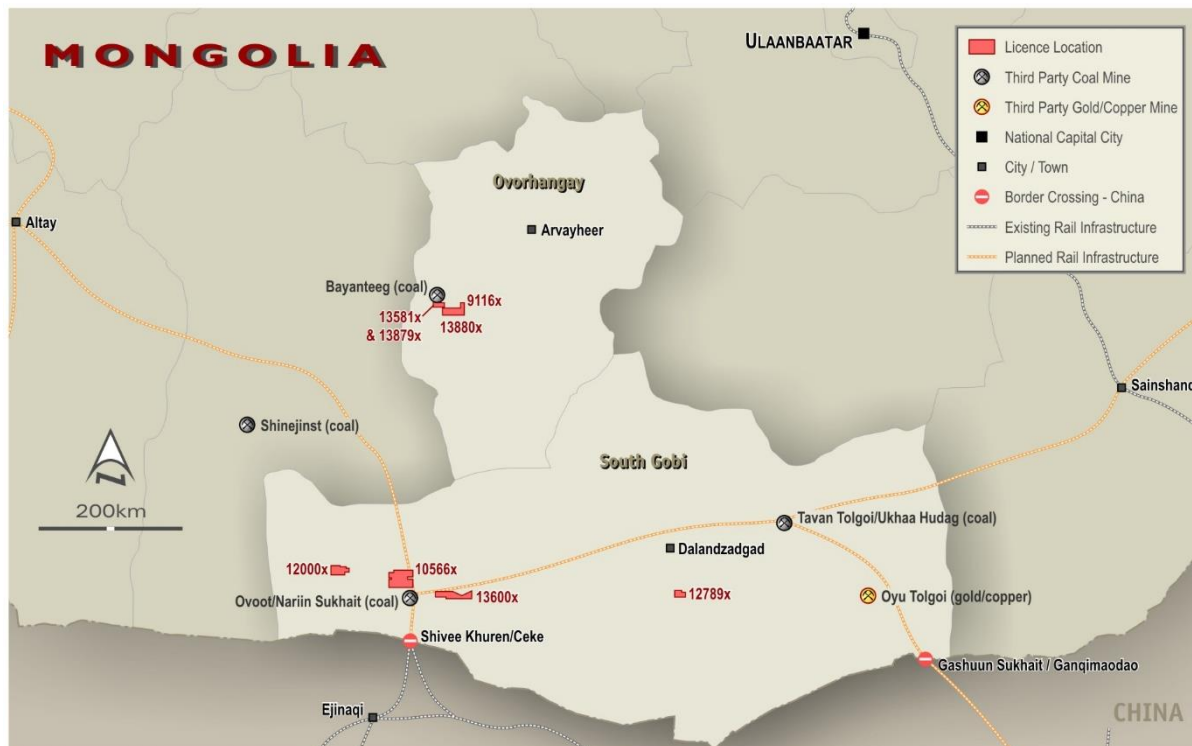 MONGOLIA
ULAANBAATAR
Licence Location
Third Party Coal Mine
Third Party Gold/Copper Mine
National Capital City
City / Town
Border Crossing - China
Existing Rail Infrastructure
Planned Rail Infrastructure
Ovorhangay
Altay
Arvayheer
Bayanteeg (coal)
9116x
13581x
& 13879x
13880x
Sainshand
Shinejinst (coal)
N
200km
South Gobi
Tavan Tolgoi/Ukhaa Hudag (coal)
Dalandzadgad
12000x
10566x
Ovoot/Nariin Sukhait (coal)
13600x
12789x
Oyu Tolgoi (gold/copper)
Shivee Khuren/Ceke
Gashuun Sukhait / Ganqimaodao
Ejinaqi
CHINA